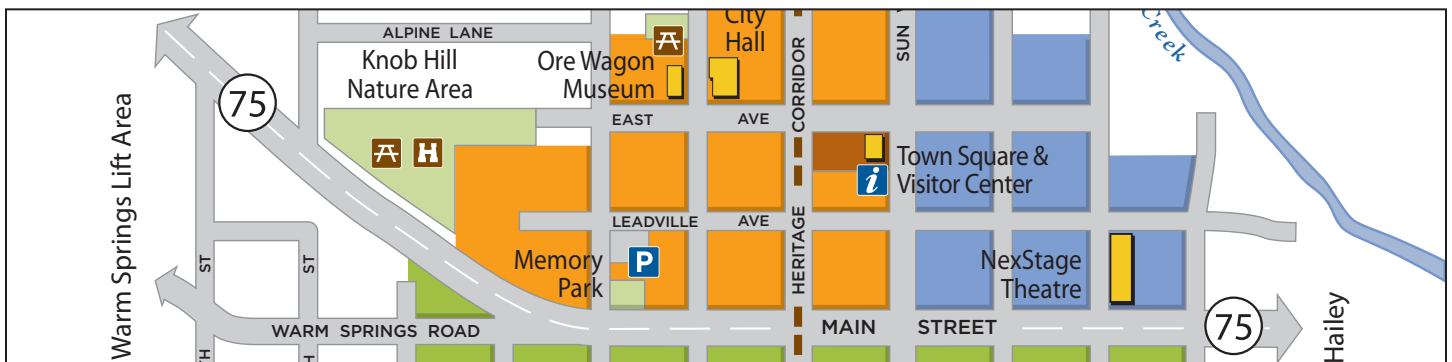 ALPINE LANE
Knob Hill
Nature Area
Ore Wagon
Museum
City
Hall
SUN
Creek
75
Warm Springs Lift Area
EAST AVE
HERITAGE CORRIDOR
H
i
Town Square &
Visitor Center
LEADVILLE AVE
ST
ST
Memory
Park
P
NexStage
Theatre
WARM SPRINGS ROAD
MAIN STREET
75
Hailey
TH
H